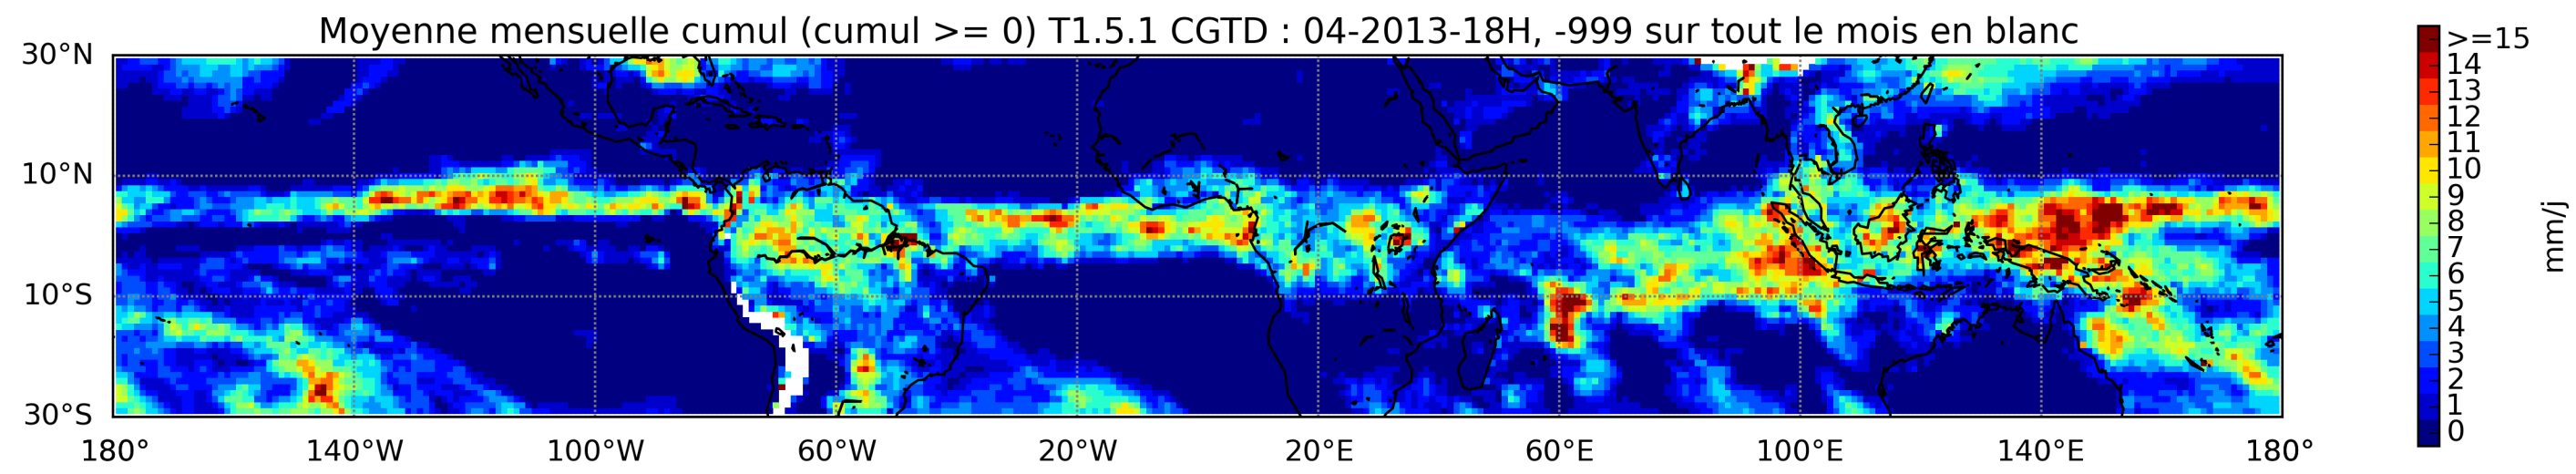 Moyenne mensuelle cumul (cumul >= 0) T1.5.1 CGTD : 04-2013-18H, -999 sur tout le mois en blanc
30°N
10°N
10°S
30°S
180° 140°W 100°W 60°W 20°W 20°E 60°E 100°E 140°E 180°
>=15
14
13
12
11
10
9
8
7
6
5
4
3
2
1
0
mm/j